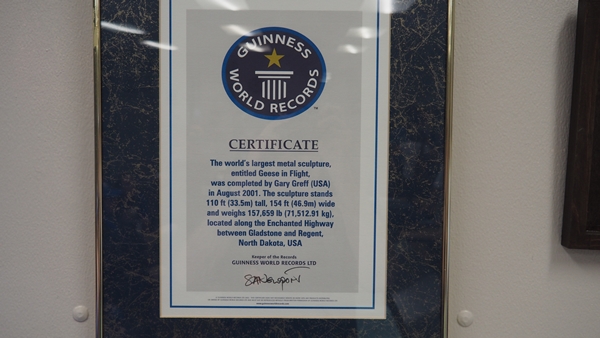 GUINNESS
WORLD RECORDS
TM
CERTIFICATE
The world's largest metal sculpture,
entitled Geese in Flight,
was completed by Gary Greff (USA)
in August 2001. The sculpture stands
110 ft (33.5m) tall, 154 ft (46.9m) wide
and weighs 157,659 lb (71,512.91 kg),
located along the Enchanted Highway
between Gladstone and Regent,
North Dakota, USA
Keeper of the Records
GUINNESS WORLD RECORDS LTD